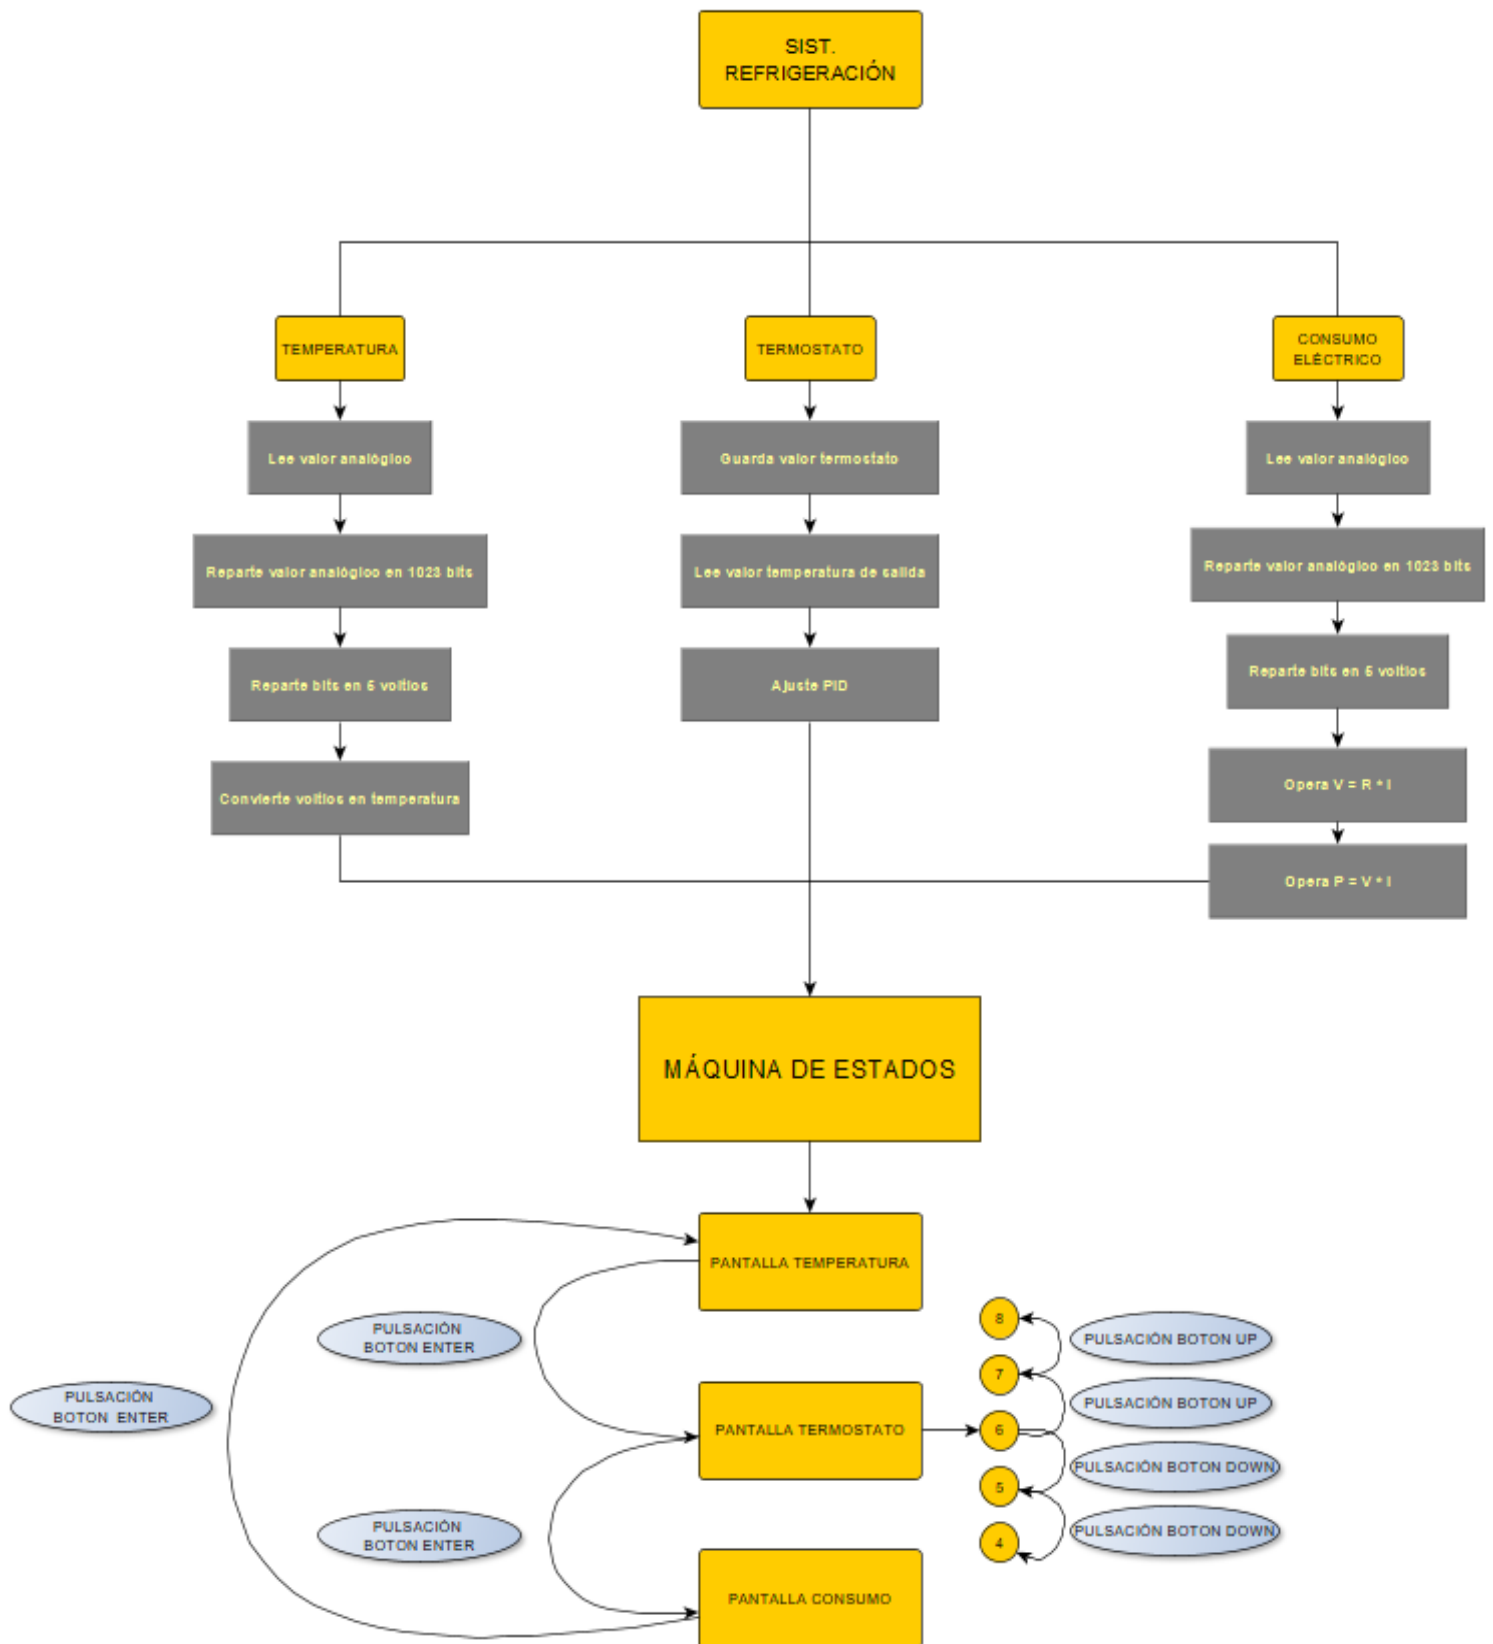 SIST.
REFRIGERACIÓN
TEMPERATURA
TERMOSTATO
CONSUMO
ELÉCTRICO
Lee valor analógico
Guarda valor termostato
Lee valor analógico
Reparte valor analógico en 1023 bits
Lee valor temperatura de salida
Reparte valor analógico en 1023 bits
Reparte bits en 5 voltios
Ajuste PID
Reparte bits en 5 voltios
Convierte voltios en temperatura
Opera V = R * I
Opera P = V * I
MÁQUINA DE ESTADOS
PANTALLA TEMPERATURA
PULSACIÓN
BOTON ENTER
8
PULSACIÓN BOTON UP
7
PULSACIÓN
BOTON ENTER
PULSACIÓN BOTON UP
PANTALLA TERMOSTATO
6
PULSACIÓN BOTON DOWN
5
PULSACIÓN
BOTON ENTER
PULSACIÓN BOTON DOWN
4
PANTALLA CONSUMO